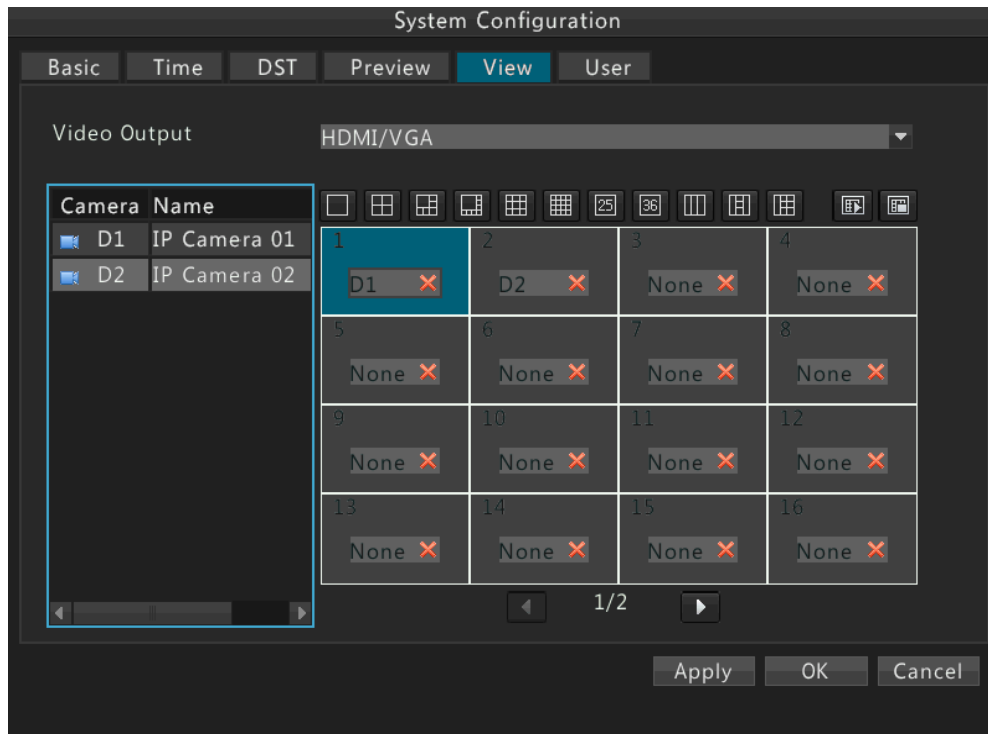 System Configuration
Basic Time DST Preview View User
Video Output HDMI/VGA
Camera Name
25 36
D1 IP Camera 01
D2 IP Camera 02
1 2 3 4
D1 D2 None None
5 6 7 8
None None None None
9 10 11 12
None None None None
13 14 15 16
None None None None
1/2
Apply OK Cancel